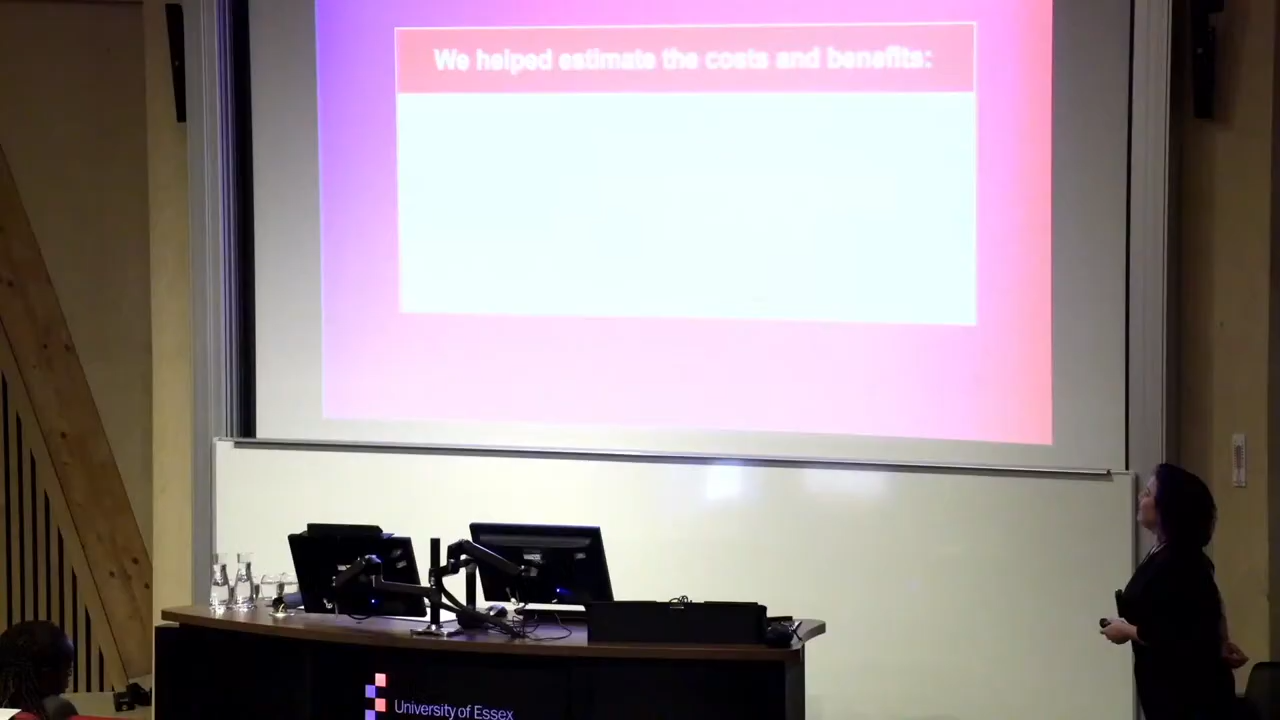 We helped estimate the costs and benefits:
University of Essex